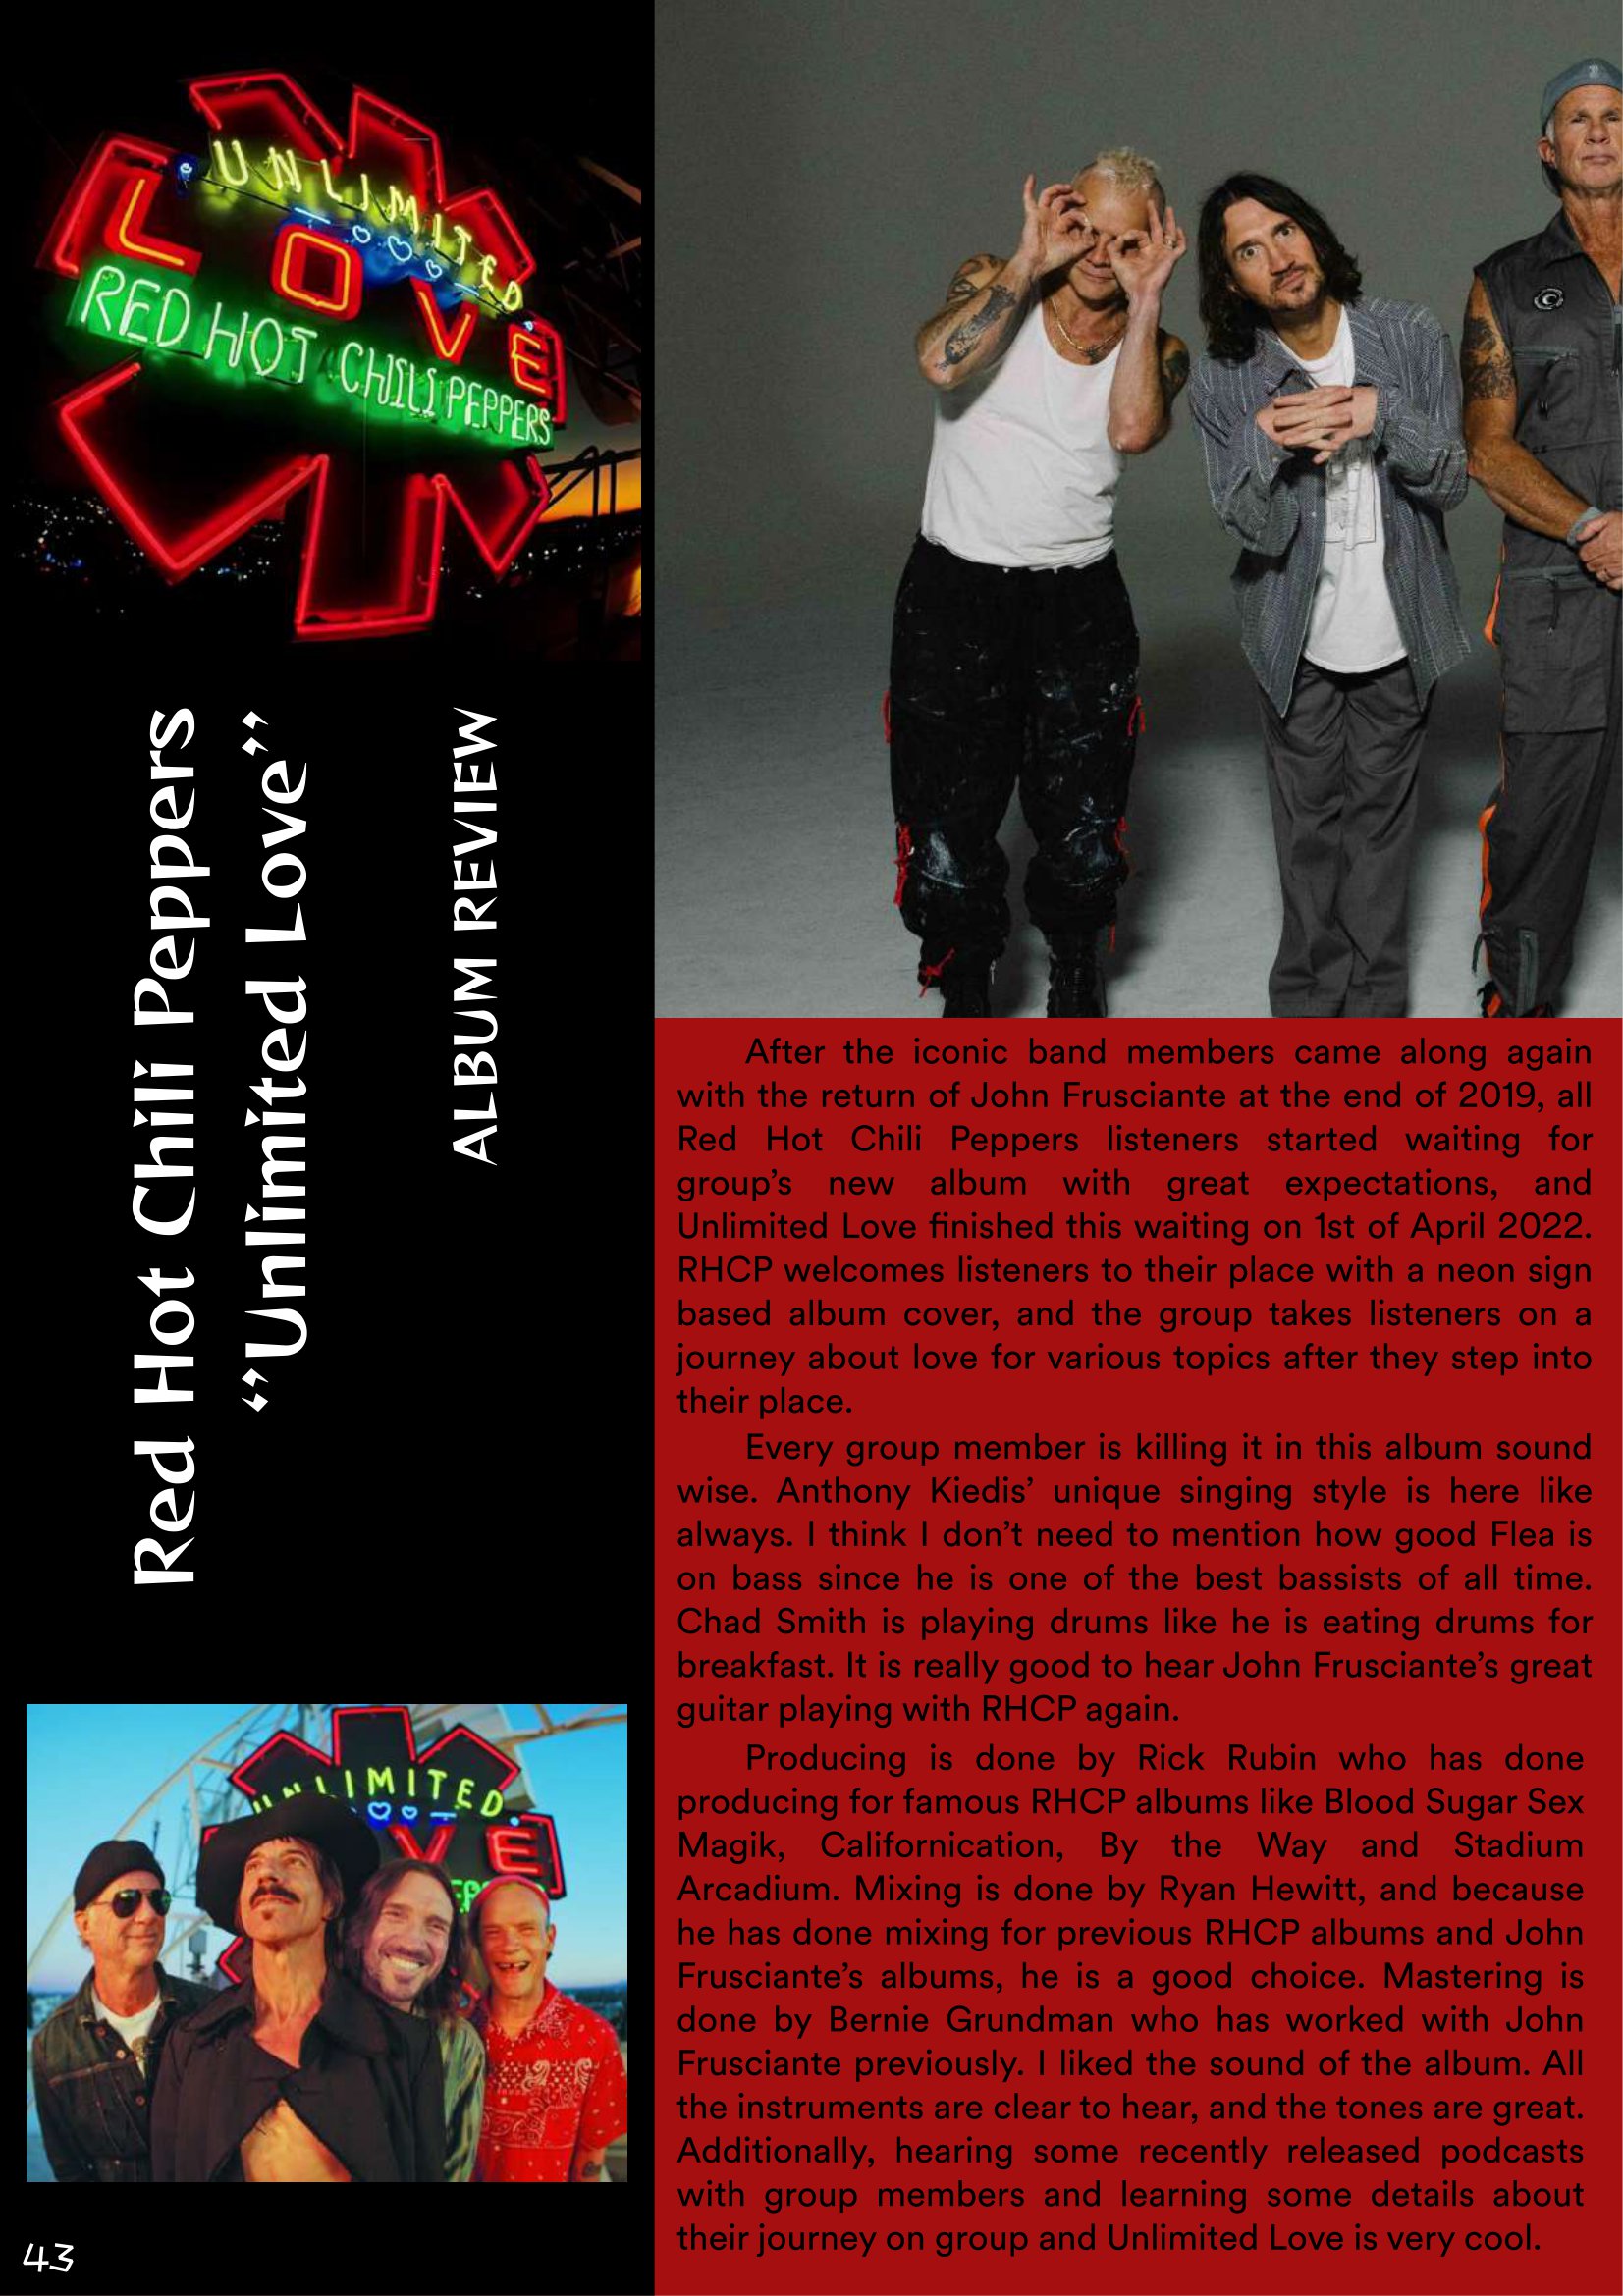 UNLIMITED
LOVE
RED HOT CHILI PEPPERS
Red Hot Chili Peppers
“Unlimited Love”
ALBUM REVIEW
UNLIMITED
VE
After the iconic band members came along again
with the return of John Frusciante at the end of 2019, all
Red Hot Chili Peppers listeners started waiting for
group’s new album with great expectations, and
Unlimited Love finished this waiting on 1st of April 2022.
RHCP welcomes listeners to their place with a neon sign
based album cover, and the group takes listeners on a
journey about love for various topics after they step into
their place.
Every group member is killing it in this album sound
wise. Anthony Kiedis’ unique singing style is here like
always. I think I don’t need to mention how good Flea is
on bass since he is one of the best bassists of all time.
Chad Smith is playing drums like he is eating drums for
breakfast. It is really good to hear John Frusciante’s great
guitar playing with RHCP again.
Producing is done by Rick Rubin who has done
producing for famous RHCP albums like Blood Sugar Sex
Magik, Californication, By the Way and Stadium
Arcadium. Mixing is done by Ryan Hewitt, and because
he has done mixing for previous RHCP albums and John
Frusciante’s albums, he is a good choice. Mastering is
done by Bernie Grundman who has worked with John
Frusciante previously. I liked the sound of the album. All
the instruments are clear to hear, and the tones are great.
Additionally, hearing some recently released podcasts
with group members and learning some details about
their journey on group and Unlimited Love is very cool.
43